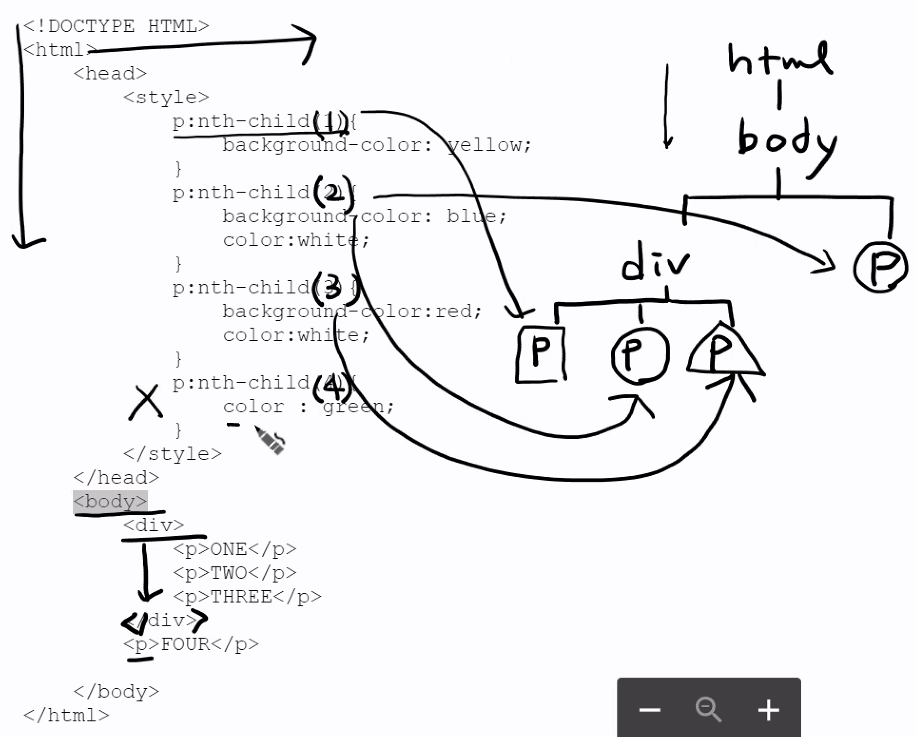 <!DOCTYPE HTML>
<html>
    <head>
        <style>
            p:nth-child(1){
                background-color: yellow;
            }
            p:nth-child(2){
                background-color: blue;
                color:white;
            }
            p:nth-child(3){
                background-color:red;
                color:white;
            }
            p:nth-child(4){
                color : green;
            }
        </style>
    </head>
    <body>
        <div>
            <p>ONE</p>
            <p>TWO</p>
            <p>THREE</p>
        </div>
        <p>FOUR</p>
    </body>
</html>
X
html
body
div
P
P
P
P